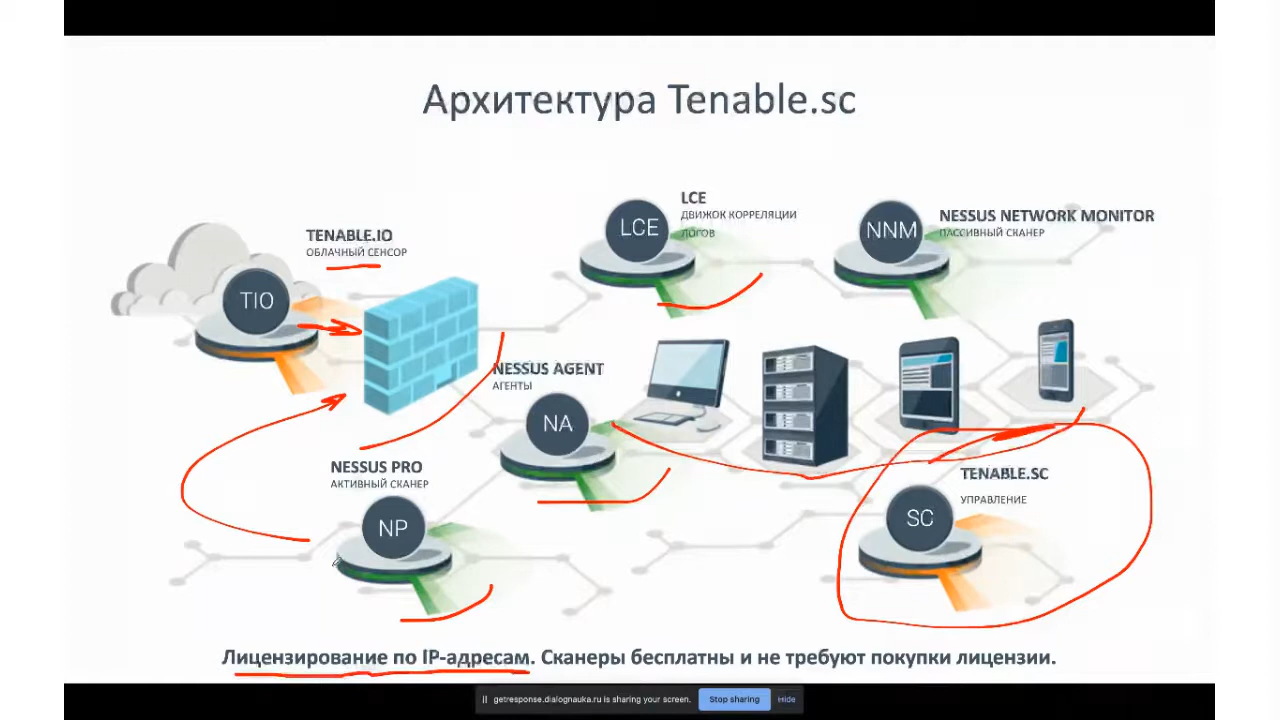 Архитектура Tenable.sc
TENABLE.IO
ОБЛАЧНЫЙ СЕНСОР
TIO
LCE
ДВИЖОК КОРРЕЛЯЦИИ
ЛОГОВ
LCE
NESSUS NETWORK MONITOR
ПАССИВНЫЙ СКАНЕР
NNM
NESSUS AGENT
АГЕНТЫ
NA
NESSUS PRO
АКТИВНЫЙ СКАНЕР
NP
TENABLE.SC
УПРАВЛЕНИЕ
SC
Лицензирование по IP-адресам. Сканеры бесплатны и не требуют покупки лицензии.
getresponse.dialognauka.ru is sharing your screen. Stop sharing Hide